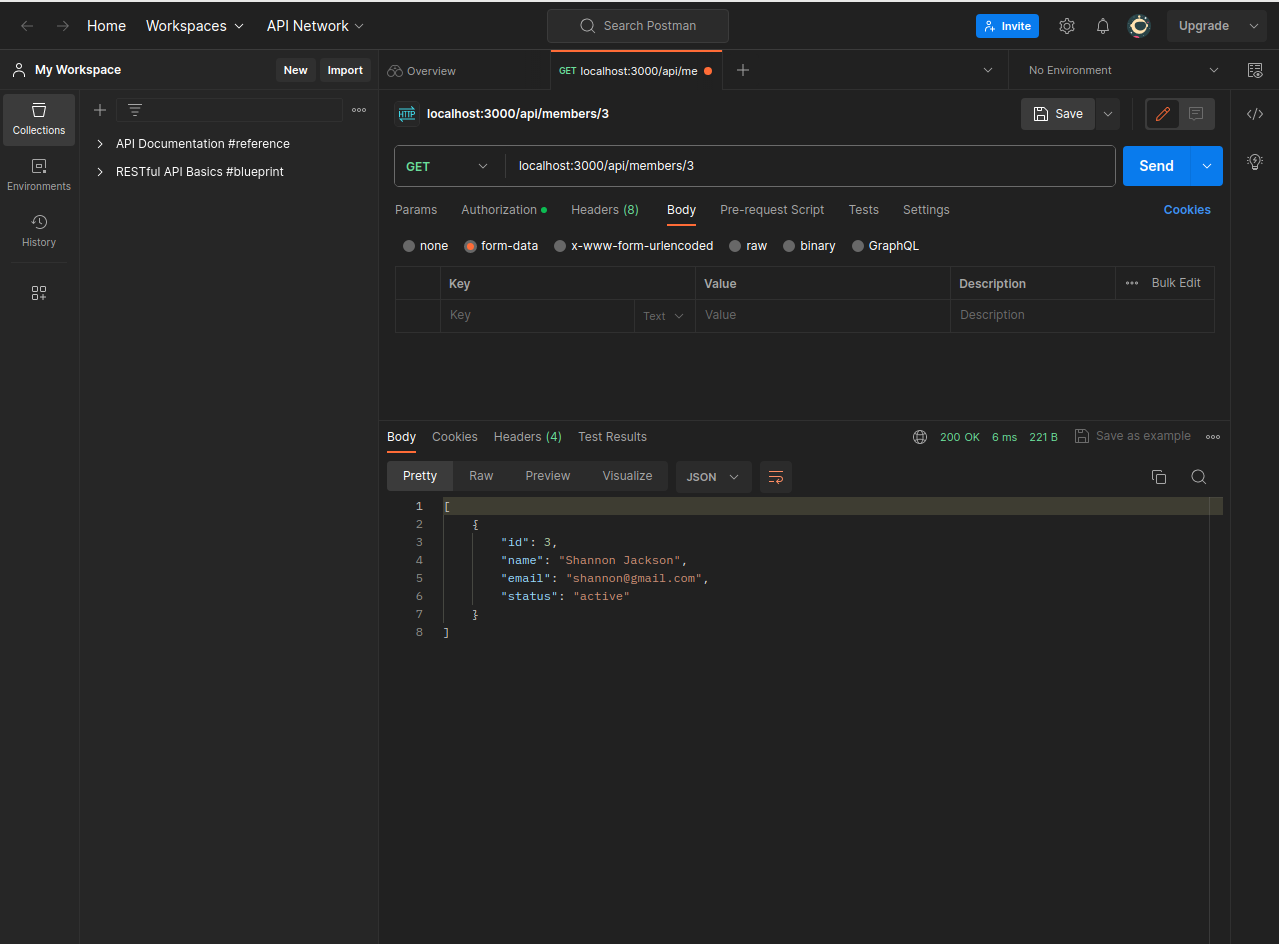 Home Workspaces API Network Search Postman Invite Upgrade
My Workspace New Import Overview GET localhost:3000/api/me No Environment
Collections
Environments
History
API Documentation #reference
RESTful API Basics #blueprint
HTTP localhost:3000/api/members/3 Save
GET localhost:3000/api/members/3 Send
Params Authorization Headers (8) Body Pre-request Script Tests Settings Cookies
none form-data x-www-form-urlencoded raw binary GraphQL
Key Value Description Bulk Edit
Key Text Value Description
Body Cookies Headers (4) Test Results 200 OK 6 ms 221 B Save as example
Pretty Raw Preview Visualize JSON
1 [
2 {
3 "id": 3,
4 "name": "Shannon Jackson",
5 "email": "shannon@gmail.com",
6 "status": "active"
7 }
8 ]